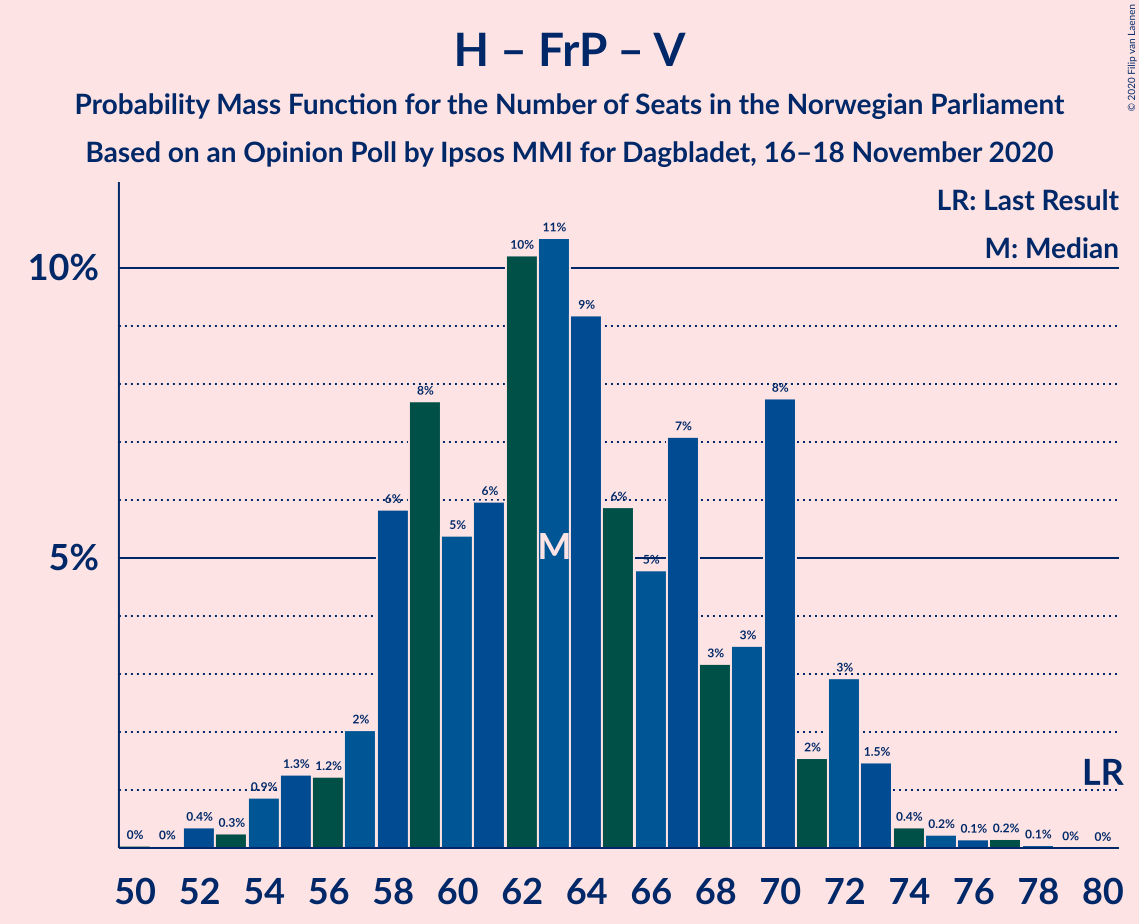 H – FrP – V
Probability Mass Function for the Number of Seats in the Norwegian Parliament
Based on an Opinion Poll by Ipsos MMI for Dagbladet, 16–18 November 2020
© 2020 Filip van Laenen
LR: Last Result
M: Median
10%
5%
0% 0% 0.4% 0.3% 0.9% 1.3% 1.2% 2% 6% 8% 5% 6% 10% 11% 9% 6% 5% 7% 3% 3% 8% 2% 3% 1.5% 0.4% 0.2% 0.1% 0.2% 0.1% 0% 0%
M
LR
50 52 54 56 58 60 62 64 66 68 70 72 74 76 78 80